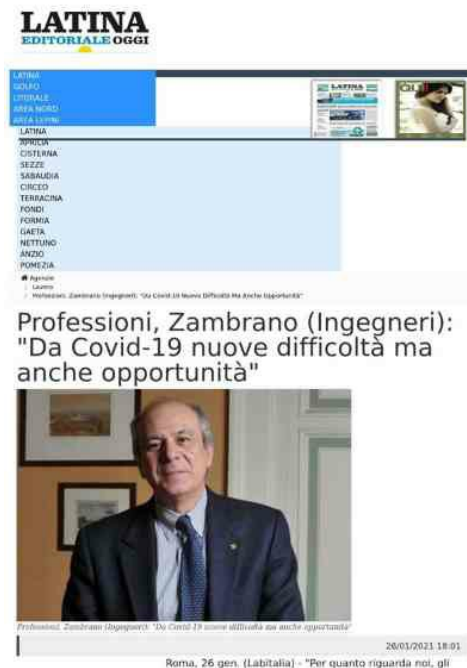 LATINA
EDITORIALE OGGI
LATINA
GOLFO
LITORALE
AREA NORD
AREA LEPINI
LATINA
APRILIA
CISTERNA
SEZZE
SABAUDIA
CIRCEO
TERRACINA
FONDI
FORMIA
GAETA
NETTUNO
ANZIO
POMEZIA
Agenzie
/ Lavoro
/ Professioni, Zambrano (Ingegneri): "Da Covid-19 Nuove Difficoltà Ma Anche Opportunità"
Professioni, Zambrano (Ingegneri):
"Da Covid-19 nuove difficoltà ma
anche opportunità"
Professioni, Zambrano (Ingegneri): "Da Covid-19 nuove difficoltà ma anche opportunità"
26/01/2021 18:01
Roma, 26 gen. (Labitalia) - "Per quanto riguarda noi, gli